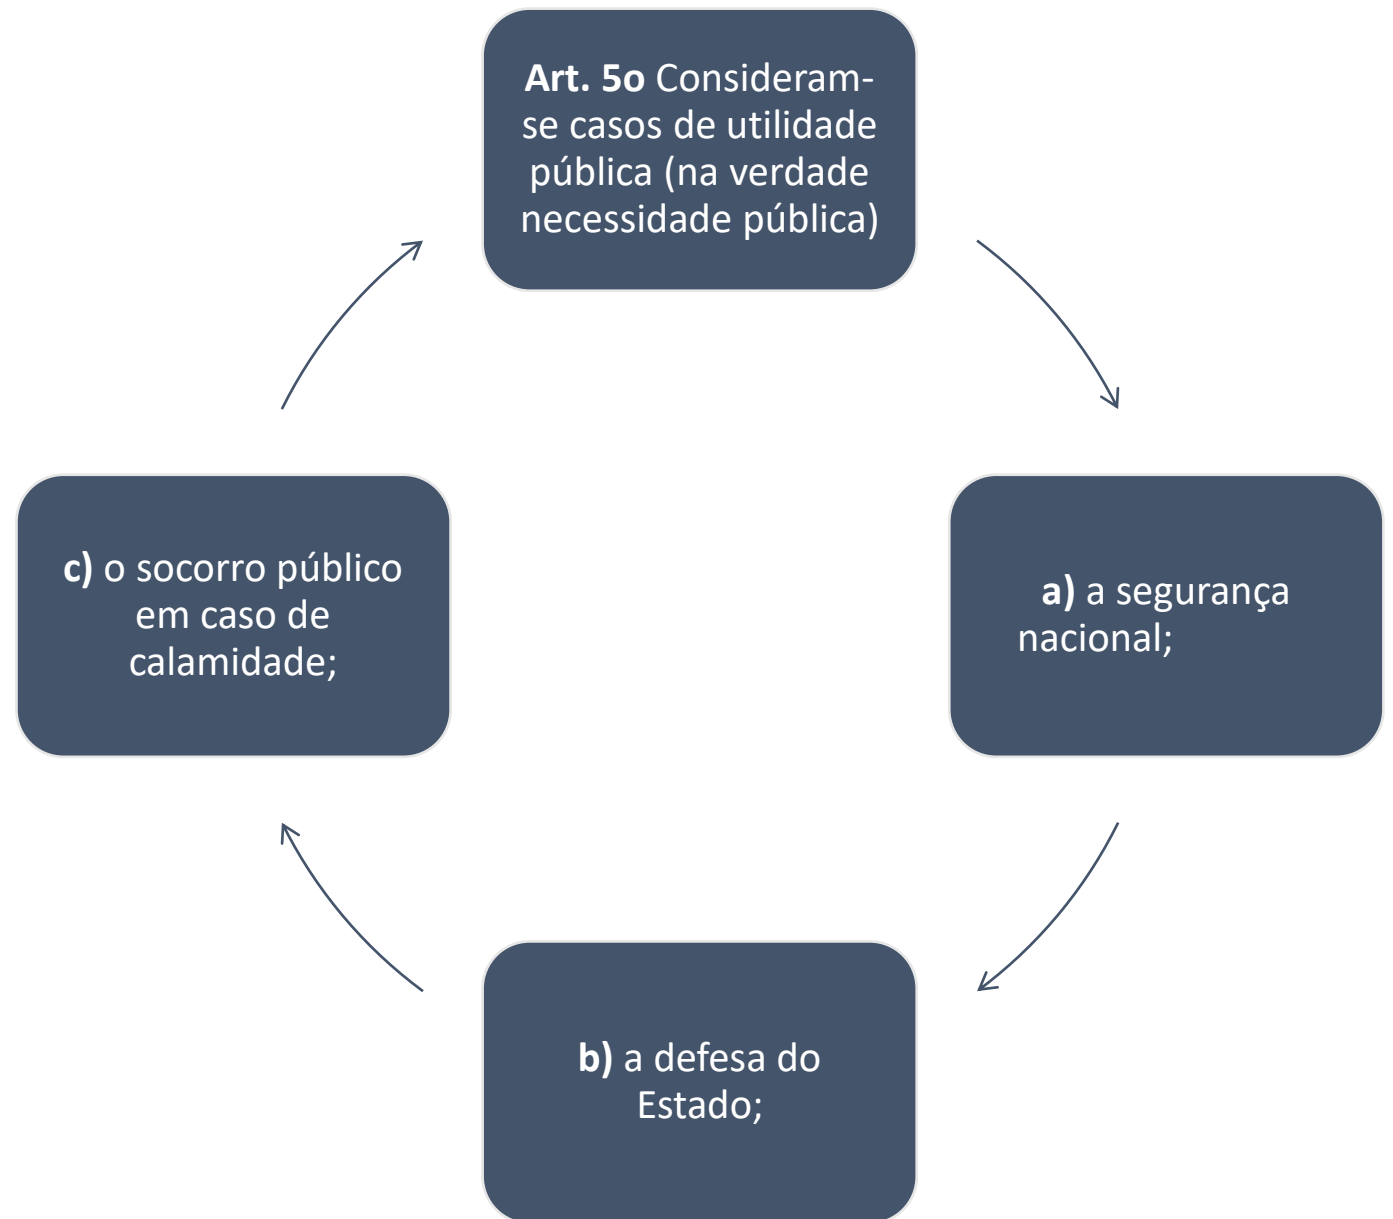 Art. 5o Consideram-
se casos de utilidade
pública (na verdade
necessidade pública)
a) a segurança
nacional;
b) a defesa do
Estado;
c) o socorro público
em caso de
calamidade;